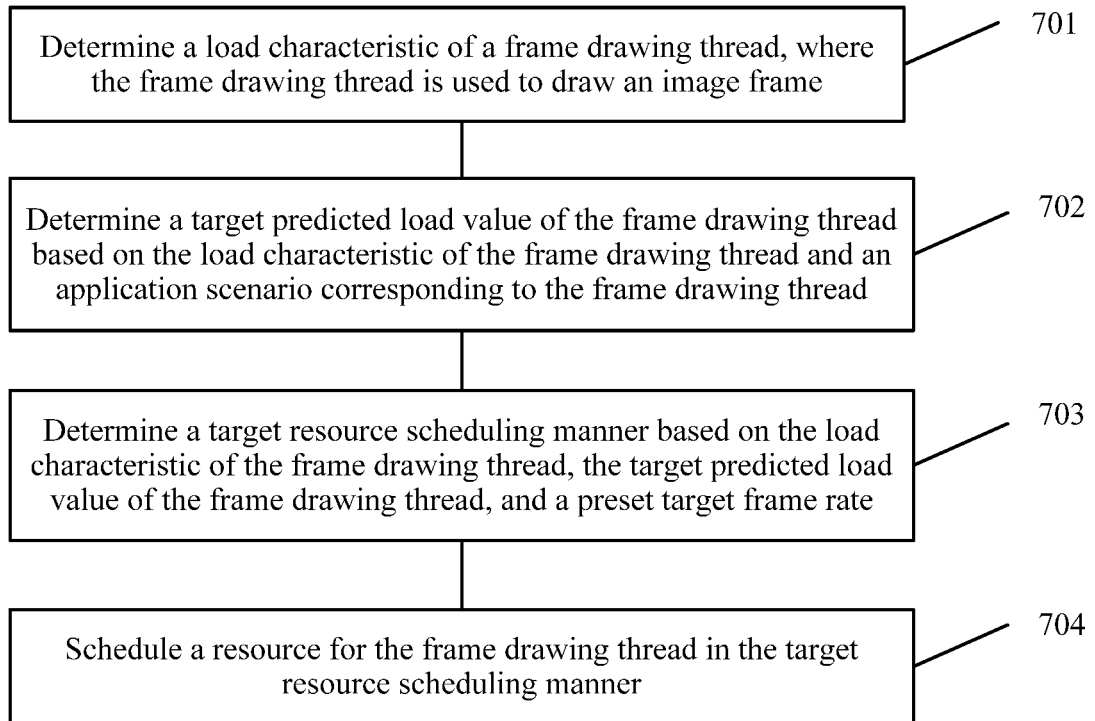 Determine a load characteristic of a frame drawing thread, where
the frame drawing thread is used to draw an image frame
701
Determine a target predicted load value of the frame drawing thread
based on the load characteristic of the frame drawing thread and an
application scenario corresponding to the frame drawing thread
702
Determine a target resource scheduling manner based on the load
characteristic of the frame drawing thread, the target predicted load
value of the frame drawing thread, and a preset target frame rate
703
Schedule a resource for the frame drawing thread in the target
resource scheduling manner
704